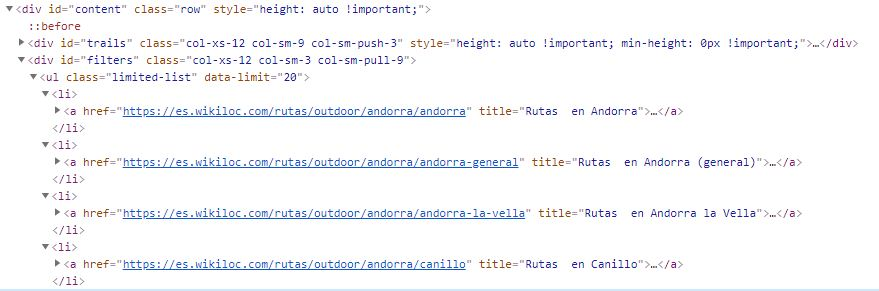 ▼<div id="content" class="row" style="height: auto !important;">
::before
▶<div id="trails" class="col-xs-12 col-sm-9 col-sm-push-3" style="height: auto !important; min-height: 0px !important;">…</div>
▼<div id="filters" class="col-xs-12 col-sm-3 col-sm-pull-9">
▼<ul class="limited-list" data-limit="20">
▼<li>
▶<a href="https://es.wikiloc.com/rutas/outdoor/andorra/andorra" title="Rutas  en Andorra">…</a>
</li>
▼<li>
▶<a href="https://es.wikiloc.com/rutas/outdoor/andorra/andorra-general" title="Rutas  en Andorra (general)">…</a>
</li>
▼<li>
▶<a href="https://es.wikiloc.com/rutas/outdoor/andorra/andorra-la-vella" title="Rutas  en Andorra la Vella">…</a>
</li>
▼<li>
▶<a href="https://es.wikiloc.com/rutas/outdoor/andorra/canillo" title="Rutas  en Canillo">…</a>
</li>